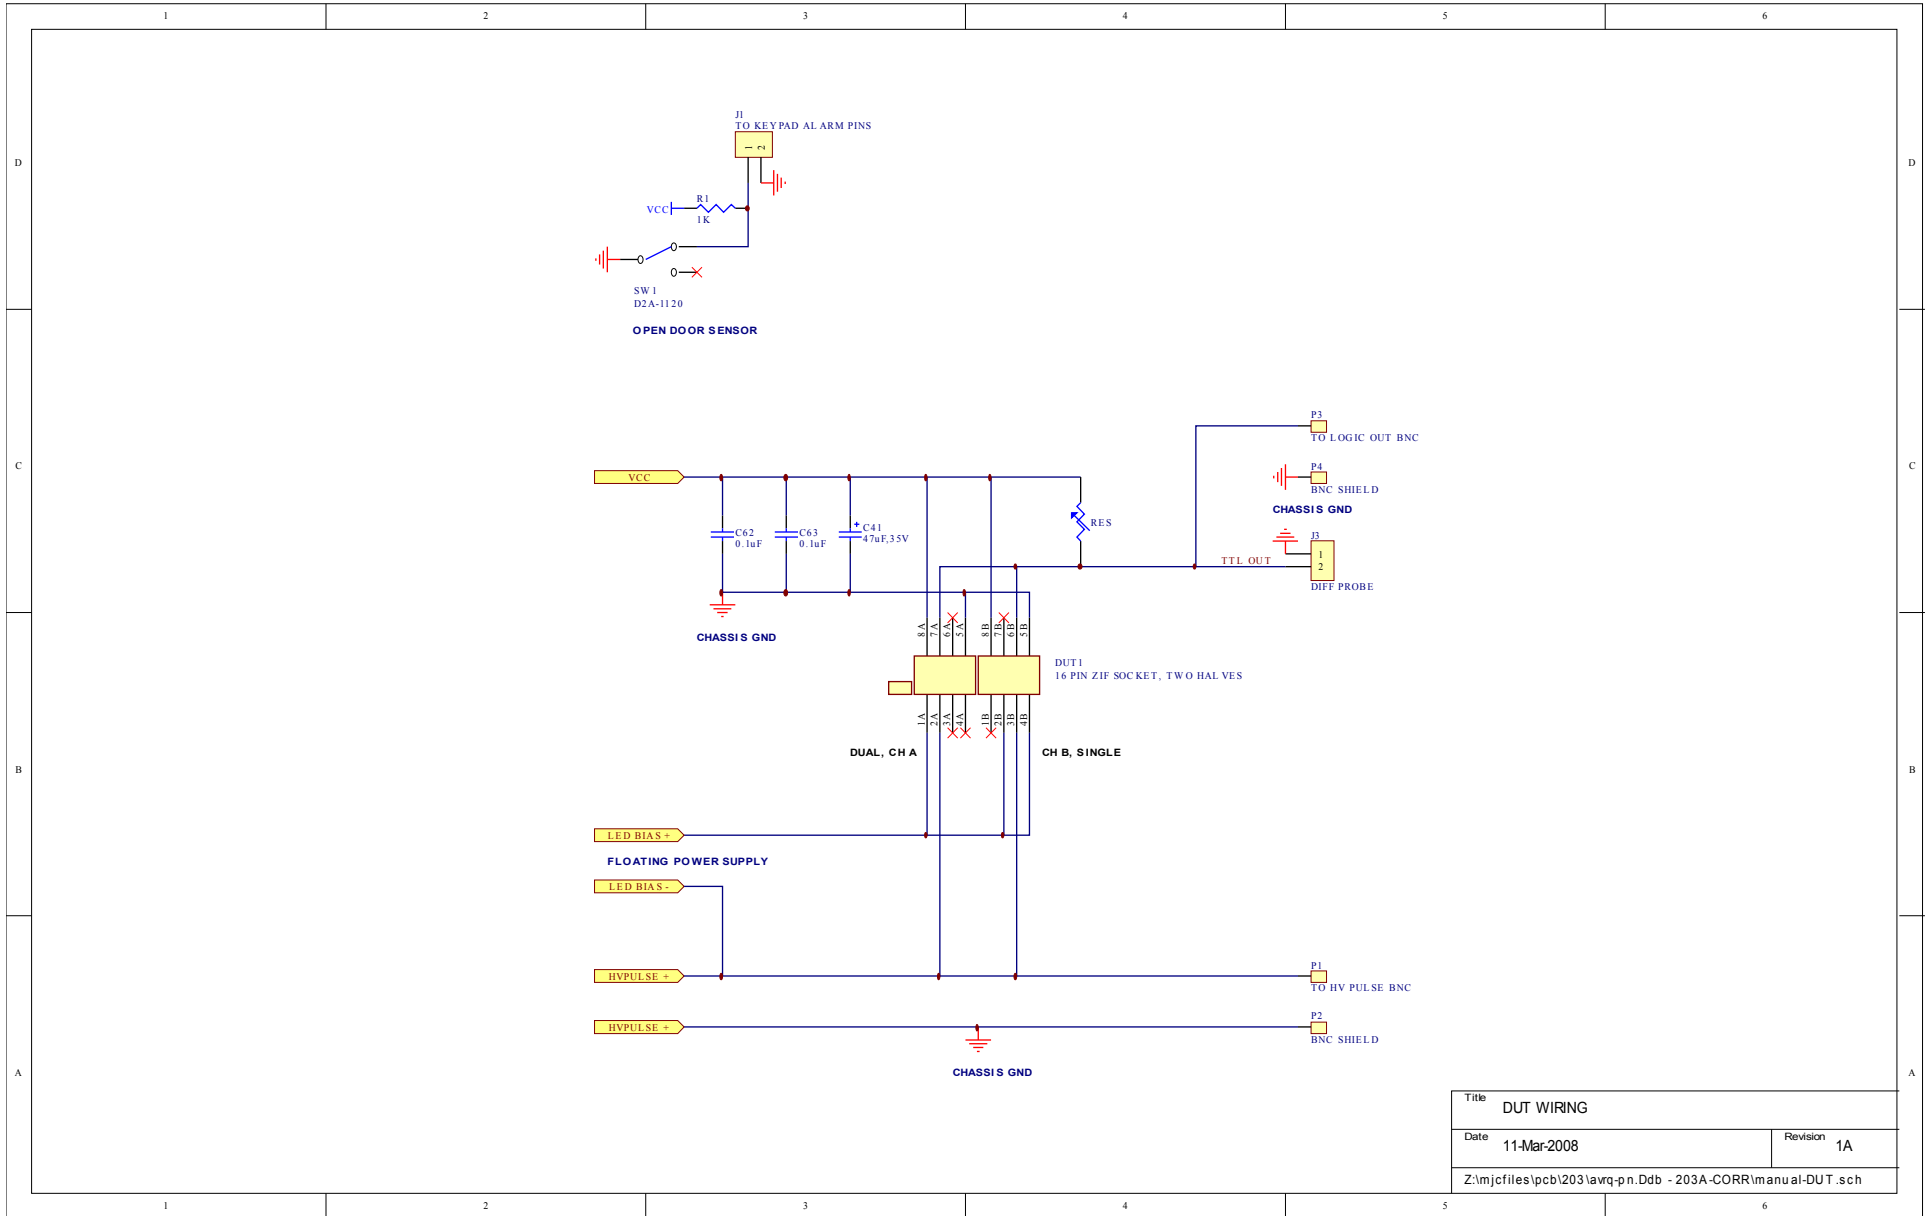 1 2 3 4 5 6
D D
J1
TO KEYPAD ALARM PINS
1 2
R1
VCC
1K
SW1
D2A-1120
OPEN DOOR SENSOR
P3
TO LOGIC OUT BNC
C C
VCC
P4
BNC SHIELD
CHASSIS GND
RES
C62
0.1uF
C63
0.1uF
+
C41
47uF,35V
J3
1
2
TTL OUT
DIFF PROBE
CHASSIS GND
8A 7A 6A 5A 8B 7B 6B 5B
DUT1
16 PIN ZIF SOCKET, TWO HALVES
1A 2A 3A 4A 1B 2B 3B 4B
DUAL, CH A
CH B, SINGLE
B B
LED BIAS +
FLOATING POWER SUPPLY
LED BIAS -
HVPULSE +
P1
TO HV PULSE BNC
HVPULSE +
P2
BNC SHIELD
CHASSIS GND
A A
Title DUT WIRING
Date 11-Mar-2008 Revision 1A
Z:\mjcfiles\pcb\203\avrq-pn.Ddb - 203A-CORR\manual-DUT.sch
1 2 3 4 5 6